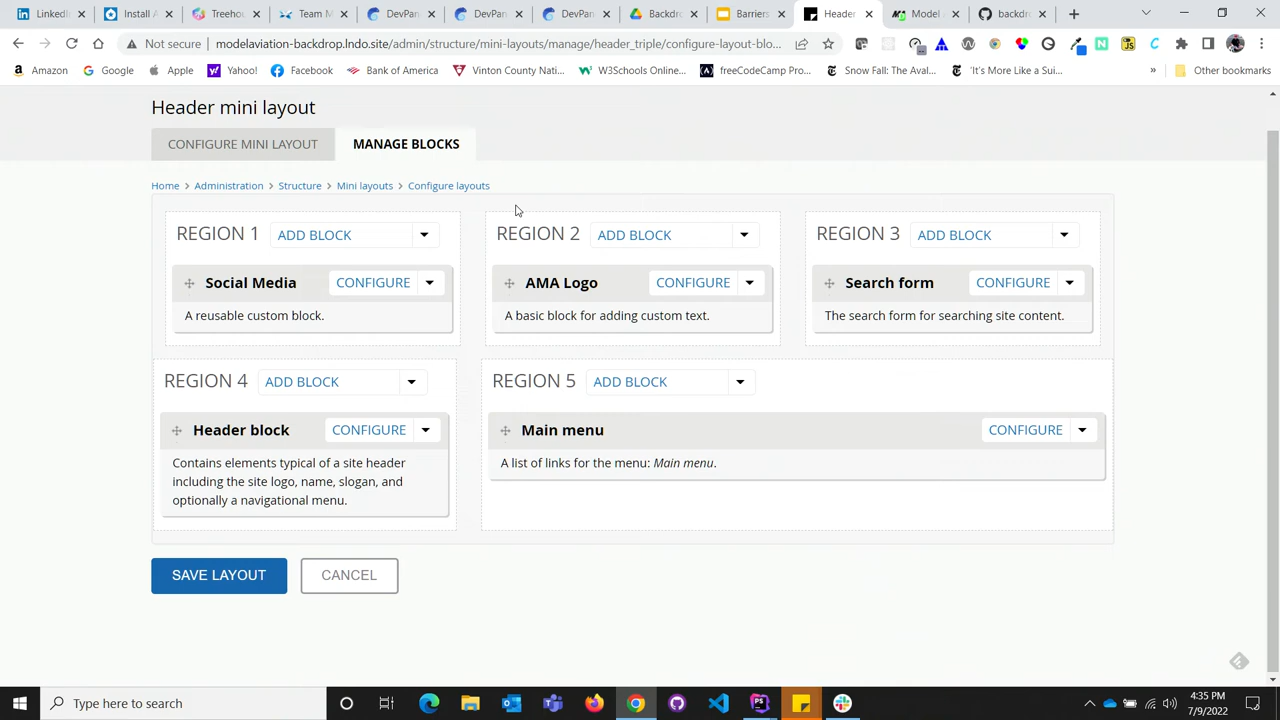 LinkedIn
Install A
Treehou
Team M
DevPan
DevPan
DevPan
Backdro
Barriers
Header
Model -
backdro
Not secure
modelaviation-backdrop.lndo.site/admin/structure/mini-layouts/manage/header_triple/configure-layout-blo...
Amazon
Google
Apple
Yahoo!
Facebook
Bank of America
Vinton County Nati...
W3Schools Online...
freeCodeCamp Pro...
Snow Fall: The Aval...
'It's More Like a Sui...
»
Other bookmarks
Header mini layout
CONFIGURE MINI LAYOUT
MANAGE BLOCKS
Home > Administration > Structure > Mini layouts > Configure layouts
REGION 1 ADD BLOCK
REGION 2 ADD BLOCK
REGION 3 ADD BLOCK
Social Media CONFIGURE
AMA Logo CONFIGURE
Search form CONFIGURE
A reusable custom block.
A basic block for adding custom text.
The search form for searching site content.
REGION 4 ADD BLOCK
REGION 5 ADD BLOCK
Header block CONFIGURE
Main menu CONFIGURE
Contains elements typical of a site header
including the site logo, name, slogan, and
optionally a navigational menu.
A list of links for the menu: Main menu.
SAVE LAYOUT
CANCEL
Type here to search
4:35 PM
7/9/2022